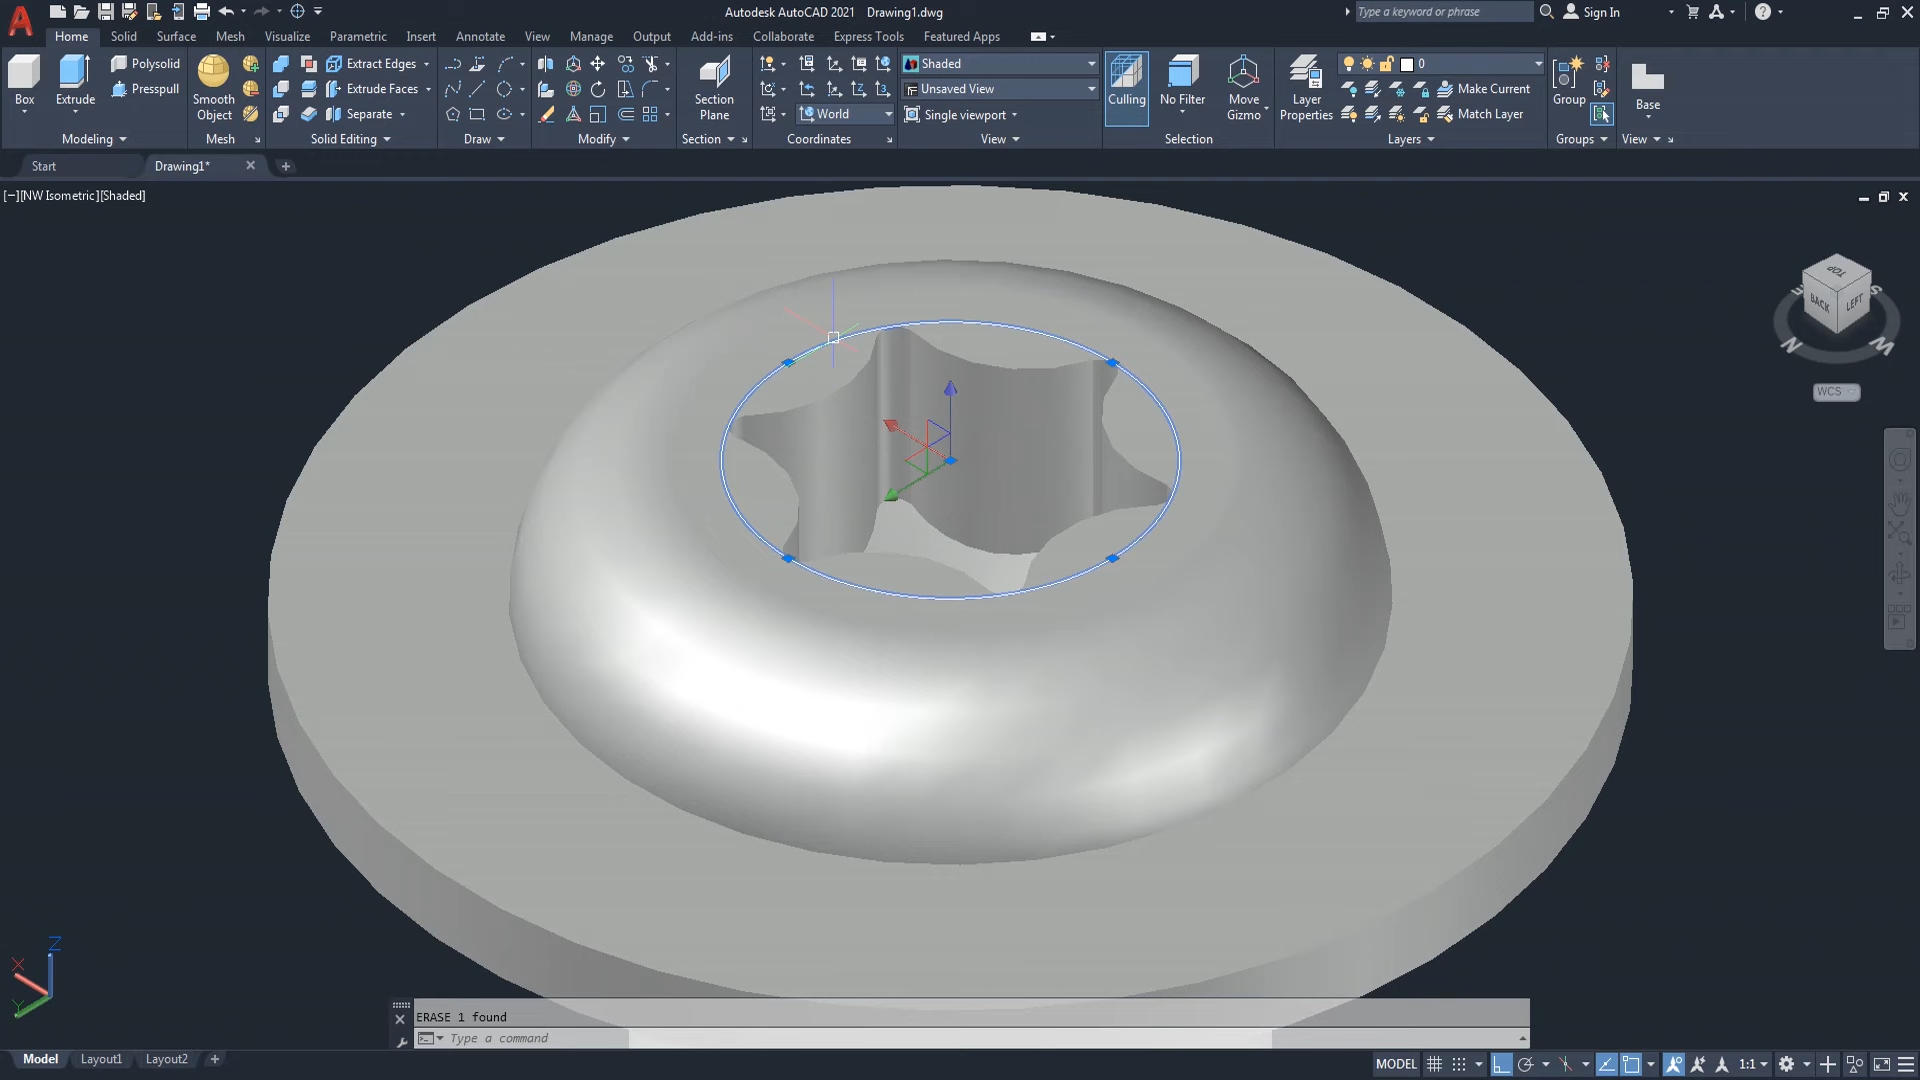 Autodesk AutoCAD 2021 Drawing1.dwg
Type a keyword or phrase
Sign In
Home Solid Surface Mesh Visualize Parametric Insert Annotate View Manage Output Add-ins Collaborate Express Tools Featured Apps
Box
Extrude
Polysolid
Presspull
Smooth Object
Extract Edges
Extrude Faces
Separate
Section Plane
World
Shaded
Unsaved View
Single viewport
Culling
No Filter
Move Gizmo
Layer Properties
0
Make Current
Match Layer
Group
Base
Modeling Mesh Solid Editing Draw Modify Section Coordinates View Selection Layers Groups View
Start Drawing1*
[−][NW Isometric][Shaded]
TOP
BACK LEFT
N
WCS
Z
X
Y
ERASE 1 found
Type a command
Model Layout1 Layout2
MODEL 1:1